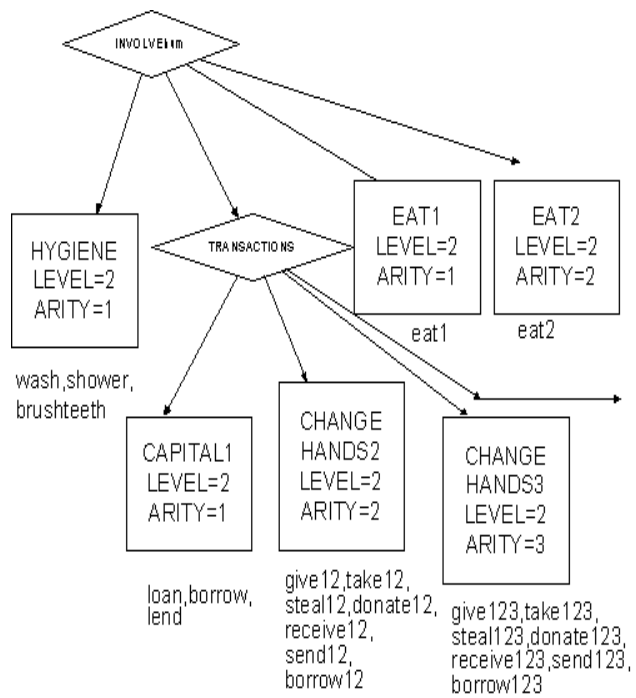 INVOLVEhum
HYGIENE
LEVEL=2
ARITY=1
wash,shower,
brushteeth
TRANSACTIONS
EAT1
LEVEL=2
ARITY=1
eat1
EAT2
LEVEL=2
ARITY=2
eat2
CAPITAL1
LEVEL=2
ARITY=1
loan,borrow,
lend
CHANGE
HANDS2
LEVEL=2
ARITY=2
give12,take12,
steal12,donate12,
receive12,
send12,
borrow12
CHANGE
HANDS3
LEVEL=2
ARITY=3
give123,take123,
steal123,donate123,
receive123,send123,
borrow123